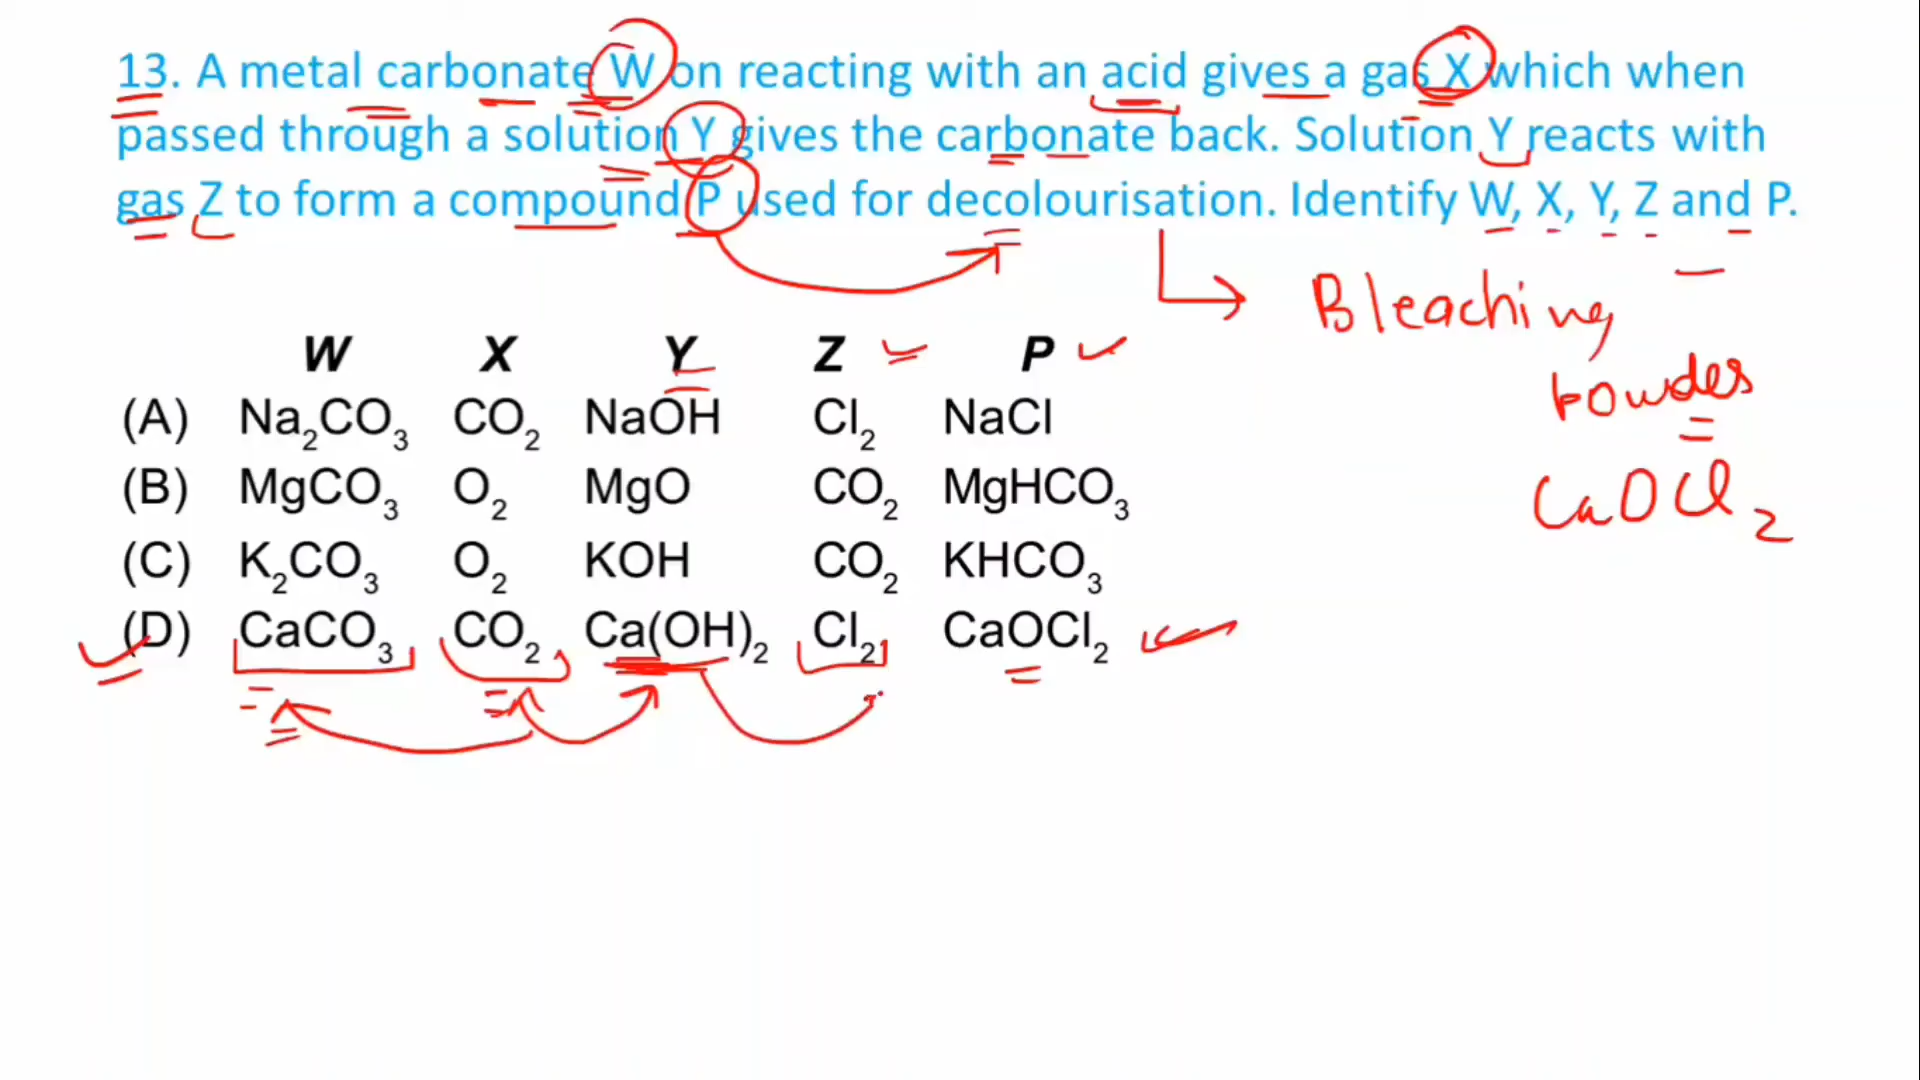 13. A metal carbonate W on reacting with an acid gives a gas X which when
passed through a solution Y gives the carbonate back. Solution Y reacts with
gas Z to form a compound P used for decolourisation. Identify W, X, Y, Z and P.
Bleaching
Powder
CaOCl2
W X Y Z P
(A) Na2CO3 CO2 NaOH Cl2 NaCl
(B) MgCO3 O2 MgO CO2 MgHCO3
(C) K2CO3 O2 KOH CO2 KHCO3
(D) CaCO3 CO2 Ca(OH)2 Cl2 CaOCl2